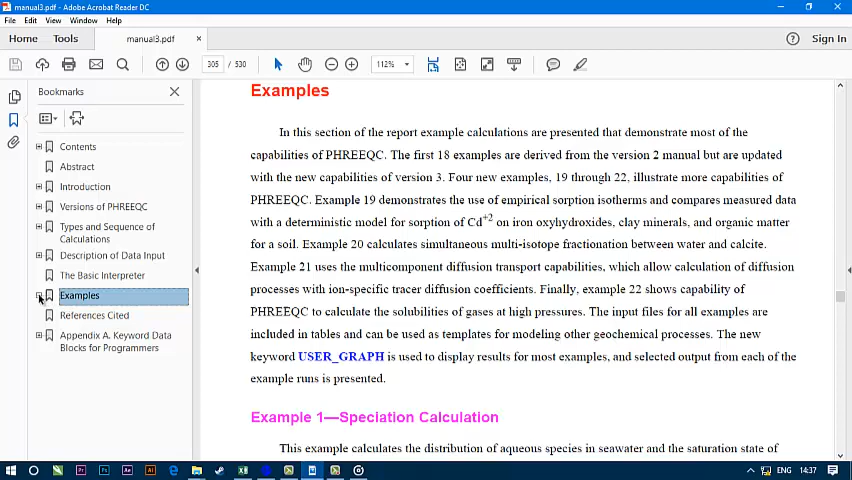 manual3.pdf - Adobe Acrobat Reader DC
File Edit View Window Help
Home Tools manual3.pdf × Sign In
305 / 530 112%
Bookmarks
Contents
Abstract
Introduction
Versions of PHREEQC
Types and Sequence of
Calculations
Description of Data Input
The Basic Interpreter
Examples
References Cited
Appendix A. Keyword Data
Blocks for Programmers
Examples
In this section of the report example calculations are presented that demonstrate most of the
capabilities of PHREEQC. The first 18 examples are derived from the version 2 manual but are updated
with the new capabilities of version 3. Four new examples, 19 through 22, illustrate more capabilities of
PHREEQC. Example 19 demonstrates the use of empirical sorption isotherms and compares measured data
with a deterministic model for sorption of Cd+2 on iron oxyhydroxides, clay minerals, and organic matter
for a soil. Example 20 calculates simultaneous multi-isotope fractionation between water and calcite.
Example 21 uses the multicomponent diffusion transport capabilities, which allow calculation of diffusion
processes with ion-specific tracer diffusion coefficients. Finally, example 22 shows capability of
PHREEQC to calculate the solubilities of gases at high pressures. The input files for all examples are
included in tables and can be used as templates for modeling other geochemical processes. The new
keyword USER_GRAPH is used to display results for most examples, and selected output from each of the
example runs is presented.
Example 1—Speciation Calculation
This example calculates the distribution of aqueous species in seawater and the saturation state of
Pr Ps Ae Ai ENG 14:37